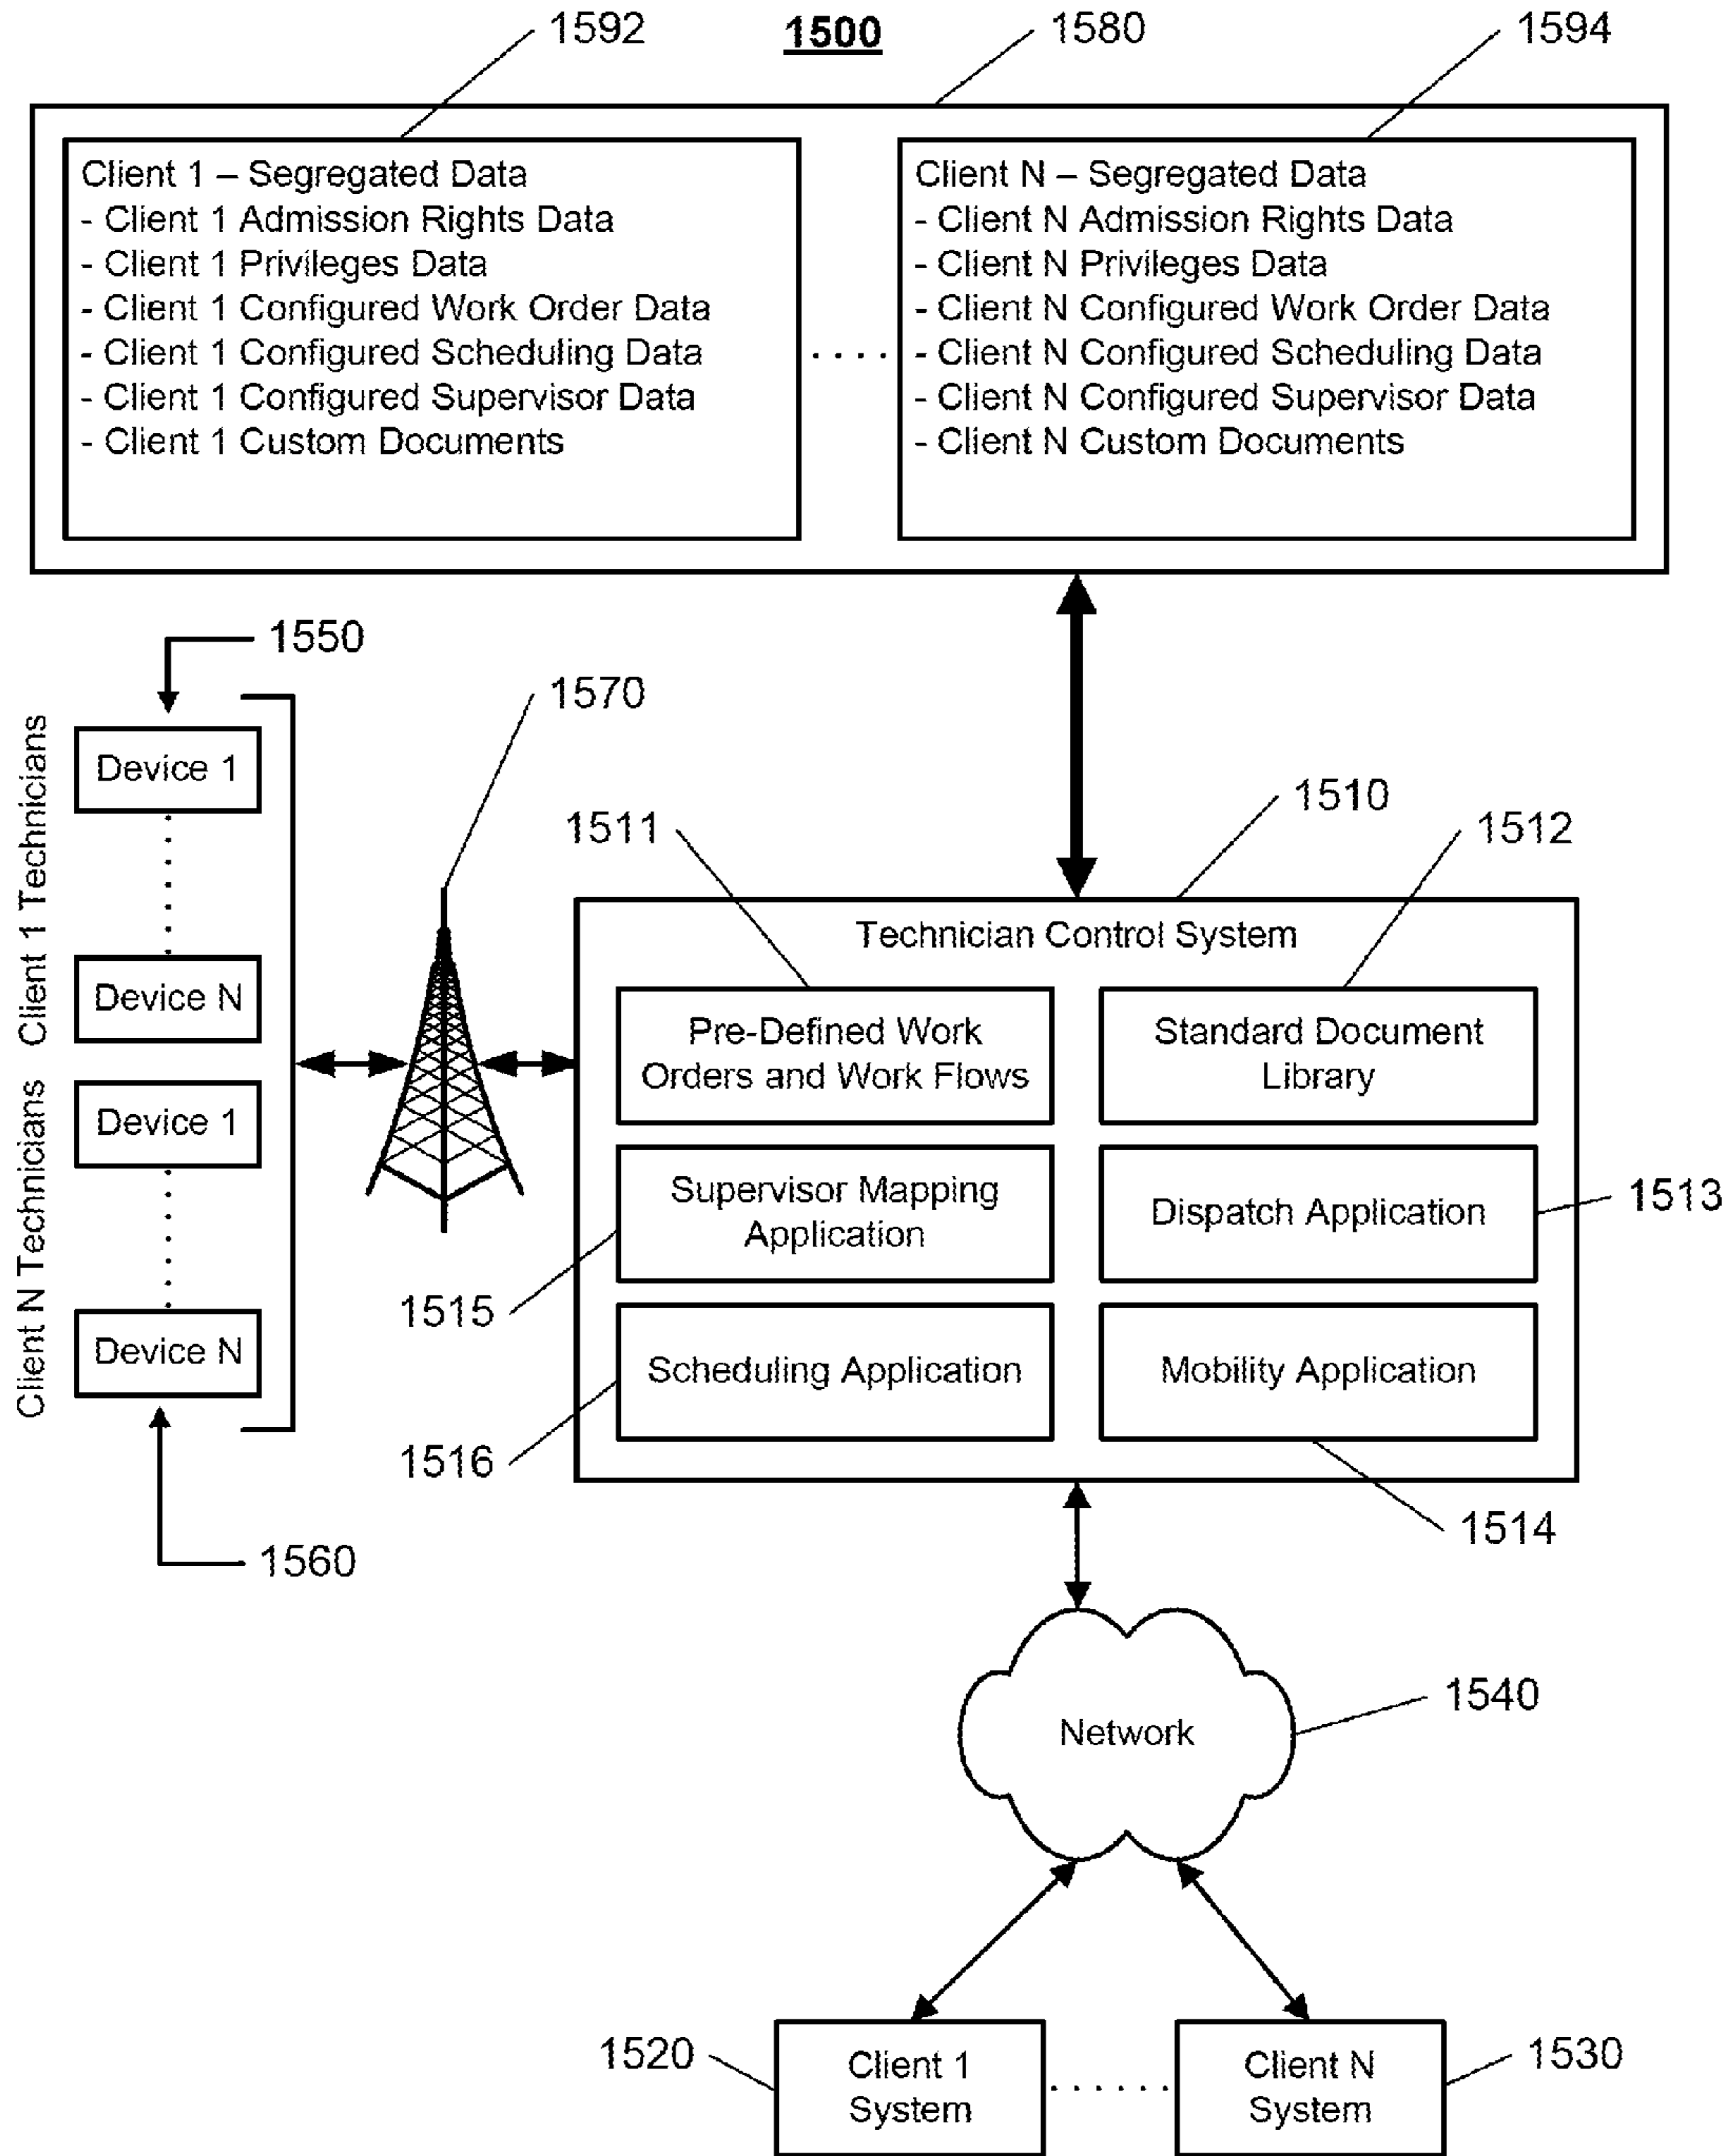 1592
1500
1580
1594
Client 1 – Segregated Data
- Client 1 Admission Rights Data
- Client 1 Privileges Data
- Client 1 Configured Work Order Data
- Client 1 Configured Scheduling Data
- Client 1 Configured Supervisor Data
- Client 1 Custom Documents
Client N – Segregated Data
- Client N Admission Rights Data
- Client N Privileges Data
- Client N Configured Work Order Data
- Client N Configured Scheduling Data
- Client N Configured Supervisor Data
- Client N Custom Documents
1550
1570
Client 1 Technicians
Device 1
Device N
Client N Technicians
Device 1
Device N
1560
1510
1511
1512
Technician Control System
Pre-Defined Work
Orders and Work Flows
Standard Document
Library
Supervisor Mapping
Application
Dispatch Application
1513
1515
Scheduling Application
Mobility Application
1516
1514
Network
1540
1520
Client 1
System
Client N
System
1530